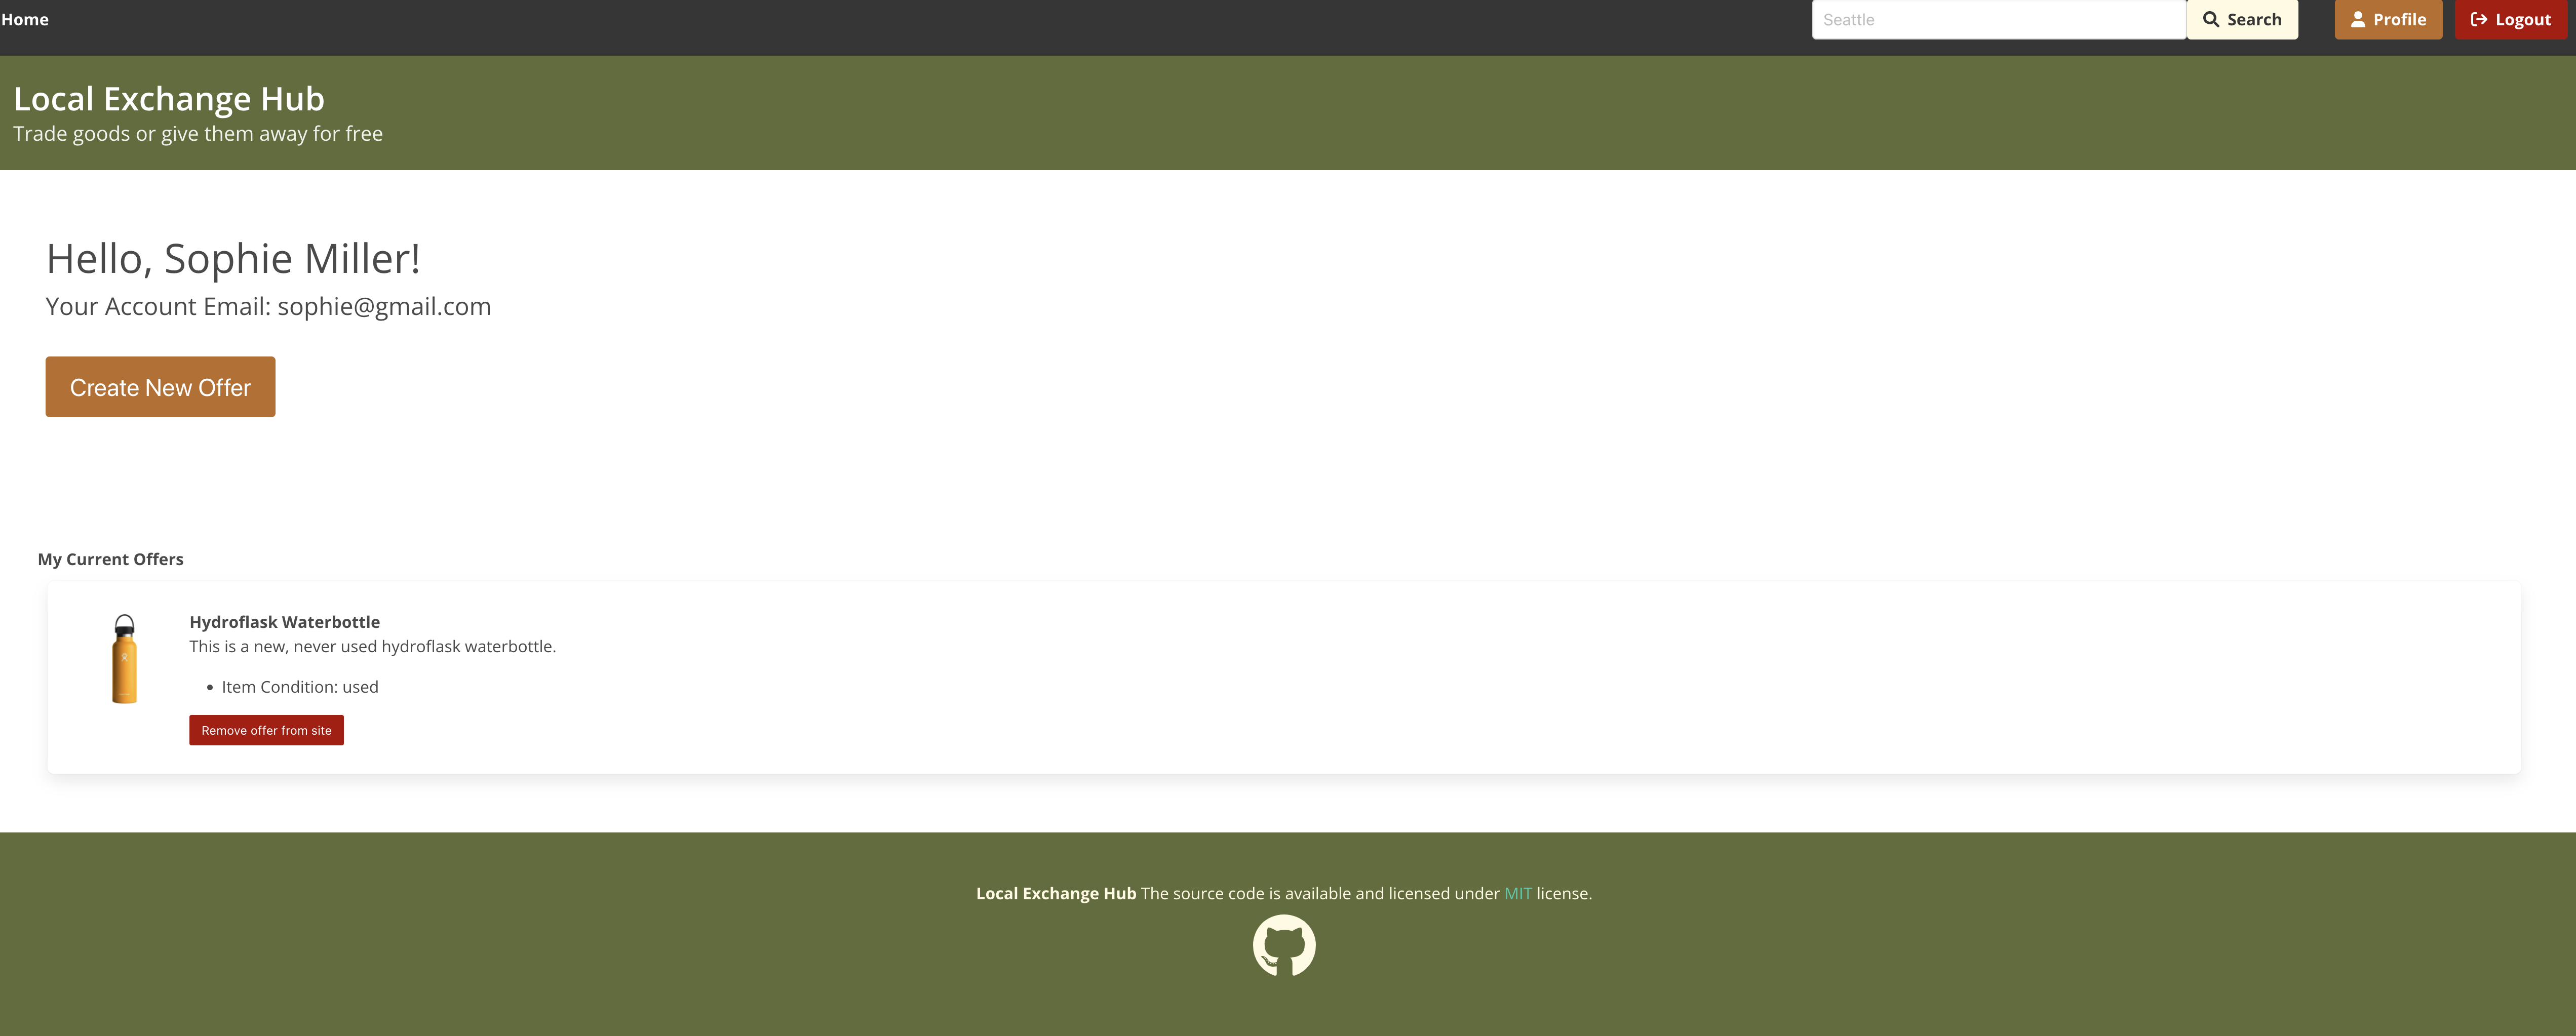 Home
Seattle
Search
Profile
Logout
Local Exchange Hub
Trade goods or give them away for free
Hello, Sophie Miller!
Your Account Email: sophie@gmail.com
Create New Offer
My Current Offers
Hydroflask Waterbottle
This is a new, never used hydroflask waterbottle.
• Item Condition: used
Remove offer from site
Local Exchange Hub The source code is available and licensed under MIT license.